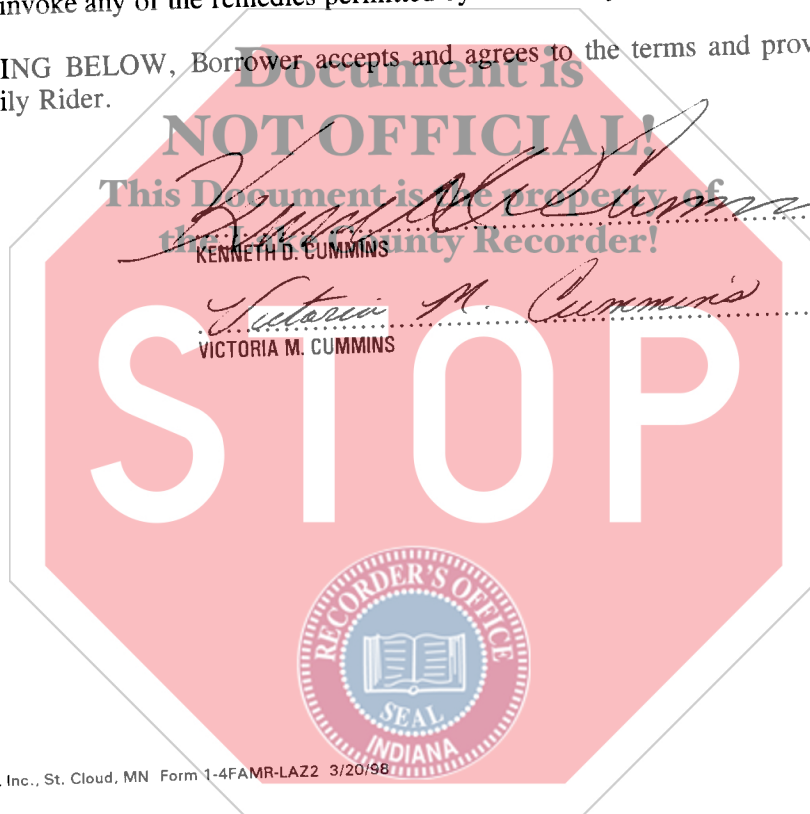 invoke any of the remedies permitted by
ING BELOW, Borrower accepts and agrees to the terms and prov
ily Rider.
Document is
NOT OFFICIAL!
This Document is the property of
the Lake County Recorder!
KENNETH D. CUMMINS
Victoria M. Cummins
VICTORIA M. CUMMINS
STOP
RECORDER'S OFFICE
SEAL
INDIANA
Inc., St. Cloud, MN Form 1-4FAMR-LAZ2 3/20/98